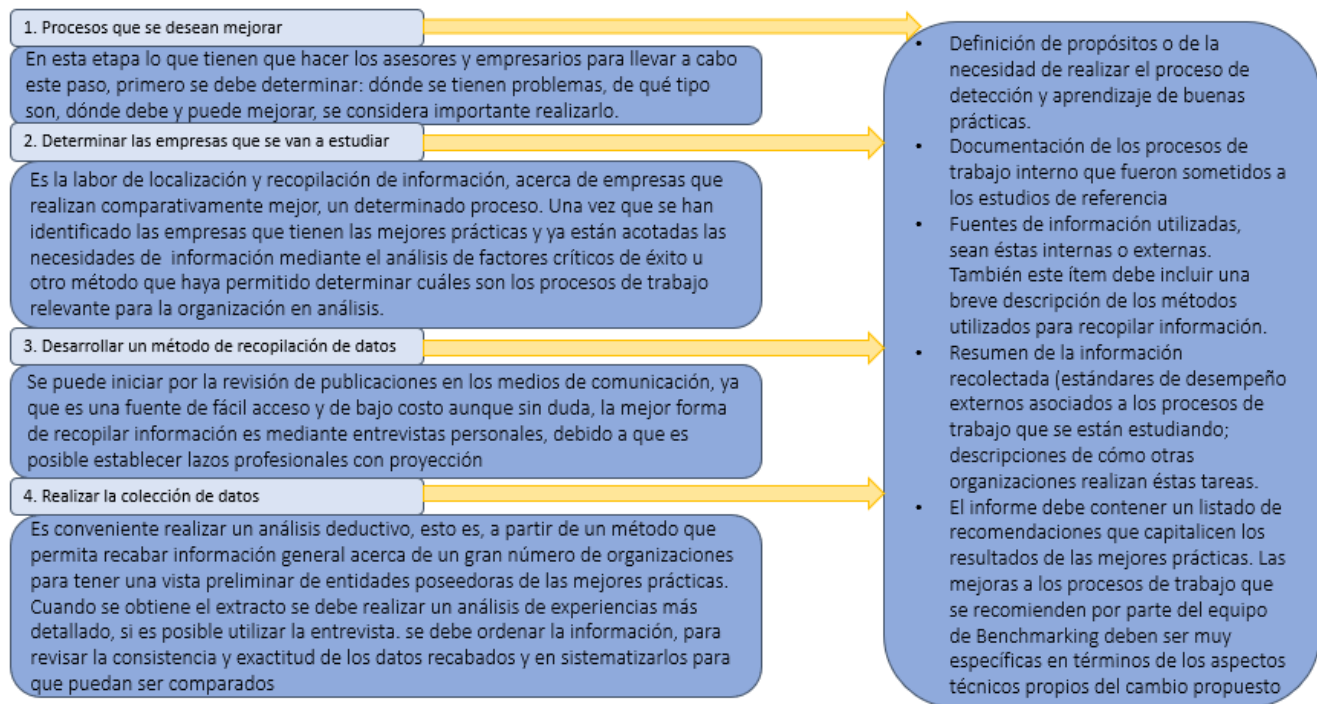 1. Procesos que se desean mejorar
En esta etapa lo que tienen que hacer los asesores y empresarios para llevar a cabo
este paso, primero se debe determinar: dónde se tienen problemas, de qué tipo
son, dónde debe y puede mejorar, se considera importante realizarlo.
2. Determinar las empresas que se van a estudiar
Es la labor de localización y recopilación de información, acerca de empresas que
realizan comparativamente mejor, un determinado proceso. Una vez que se han
identificado las empresas que tienen las mejores prácticas y ya están acotadas las
necesidades de información mediante el análisis de factores críticos de éxito u
otro método que haya permitido determinar cuáles son los procesos de trabajo
relevante para la organización en análisis.
3. Desarrollar un método de recopilación de datos
Se puede iniciar por la revisión de publicaciones en los medios de comunicación, ya
que es una fuente de fácil acceso y de bajo costo aunque sin duda, la mejor forma
de recopilar información es mediante entrevistas personales, debido a que es
posible establecer lazos profesionales con proyección
4. Realizar la colección de datos
Es conveniente realizar un análisis deductivo, esto es, a partir de un método que
permita recabar información general acerca de un gran número de organizaciones
para tener una vista preliminar de entidades poseedoras de las mejores prácticas.
Cuando se obtiene el extracto se debe realizar un análisis de experiencias más
detallado, si es posible utilizar la entrevista. se debe ordenar la información, para
revisar la consistencia y exactitud de los datos recabados y en sistematizarlos para
que puedan ser comparados
• Definición de propósitos o de la
necesidad de realizar el proceso de
detección y aprendizaje de buenas
prácticas.
• Documentación de los procesos de
trabajo interno que fueron sometidos a
los estudios de referencia
• Fuentes de información utilizadas,
sean éstas internas o externas.
También este ítem debe incluir una
breve descripción de los métodos
utilizados para recopilar información.
• Resumen de la información
recolectada (estándares de desempeño
externos asociados a los procesos de
trabajo que se están estudiando;
descripciones de cómo otras
organizaciones realizan éstas tareas.
• El informe debe contener un listado de
recomendaciones que capitalicen los
resultados de las mejores prácticas. Las
mejoras a los procesos de trabajo que
se recomienden por parte del equipo
de Benchmarking deben ser muy
específicas en términos de los aspectos
técnicos propios del cambio propuesto